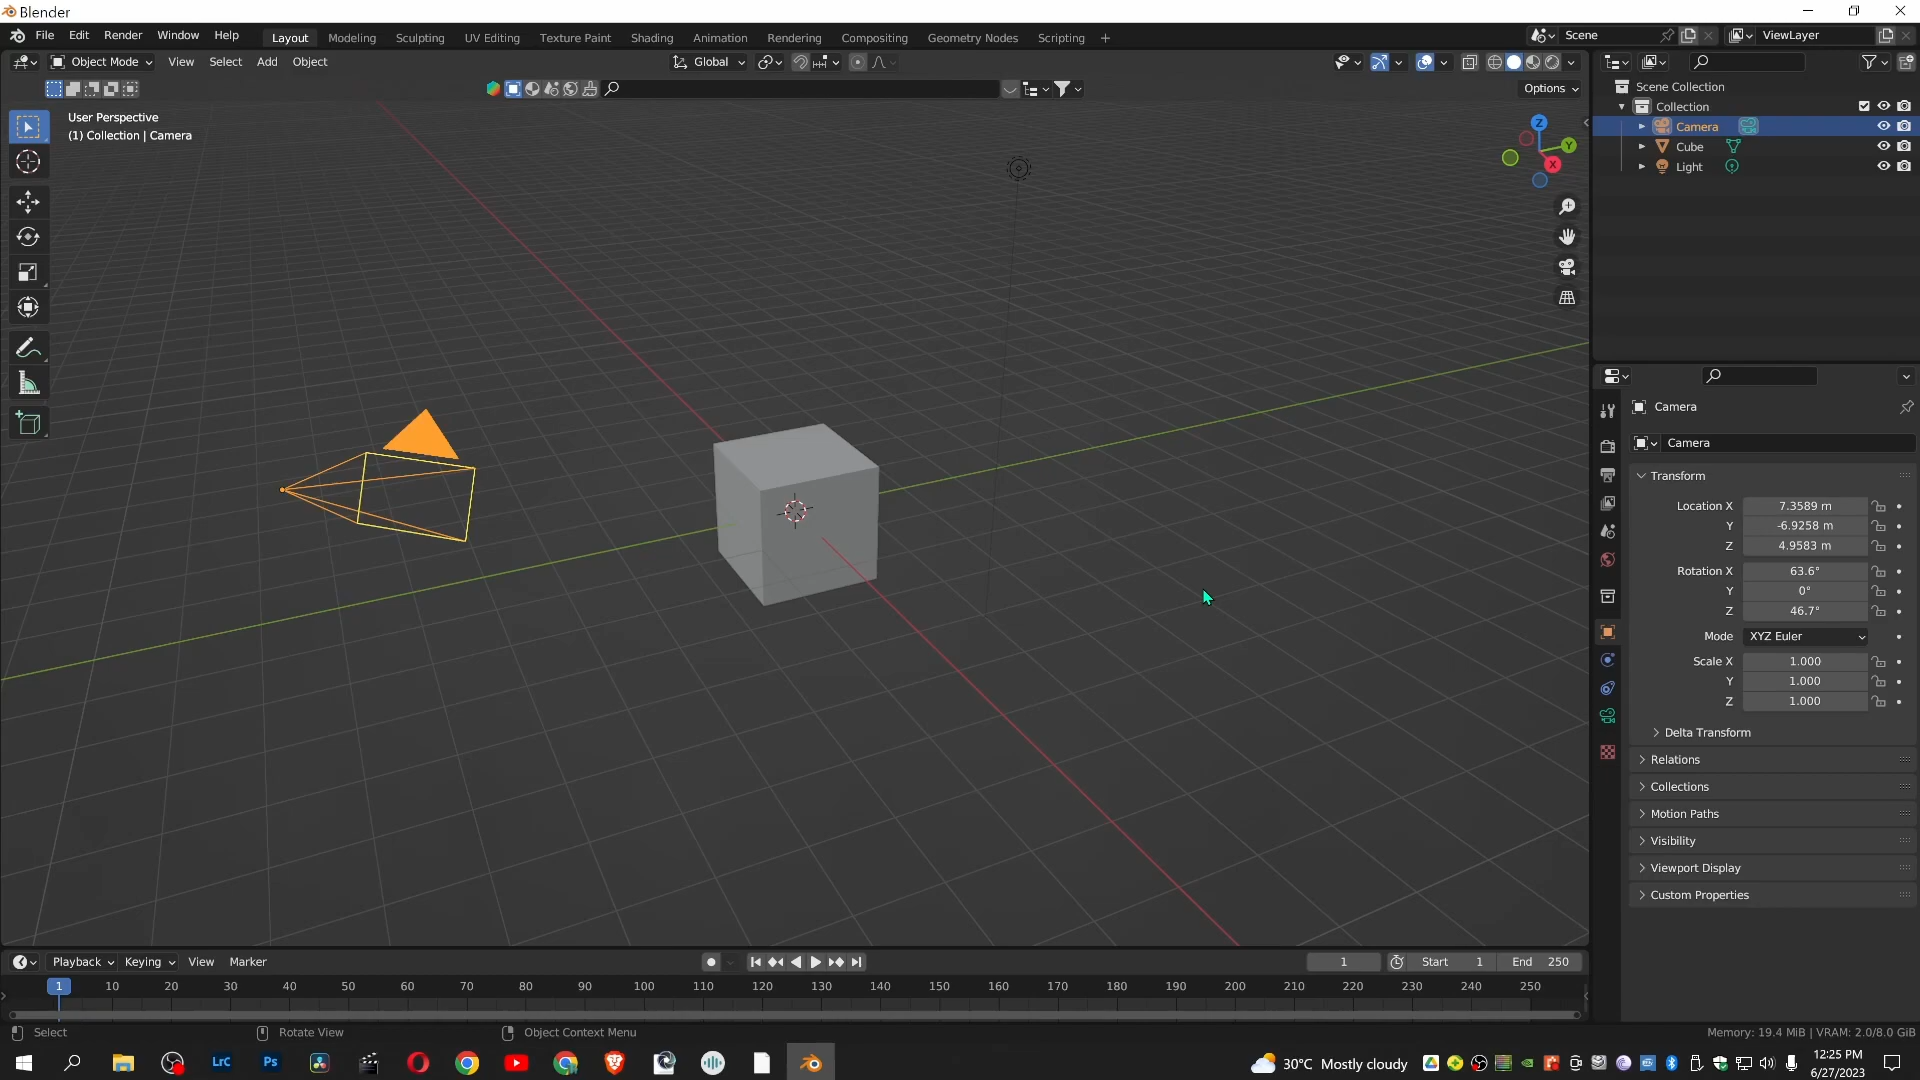 Blender
File Edit Render Window Help
Layout Modeling Sculpting UV Editing Texture Paint Shading Animation Rendering Compositing Geometry Nodes Scripting +
Scene
ViewLayer
Object Mode View Select Add Object
Global
Options
User Perspective
(1) Collection | Camera
Z
Y
X
Scene Collection
Collection
Camera
Cube
Light
Camera
Camera
Transform
Location X 7.3589 m
Y -6.9258 m
Z 4.9583 m
Rotation X 63.6°
Y 0°
Z 46.7°
Mode XYZ Euler
Scale X 1.000
Y 1.000
Z 1.000
Delta Transform
Relations
Collections
Motion Paths
Visibility
Viewport Display
Custom Properties
Playback Keying View Marker
1 Start 1 End 250
1 10 20 30 40 50 60 70 80 90 100 110 120 130 140 150 160 170 180 190 200 210 220 230 240 250
Select Rotate View Object Context Menu
Memory: 19.4 MiB | VRAM: 2.0/8.0 GiB
LrC Ps
30°C Mostly cloudy
12:25 PM
6/27/2023